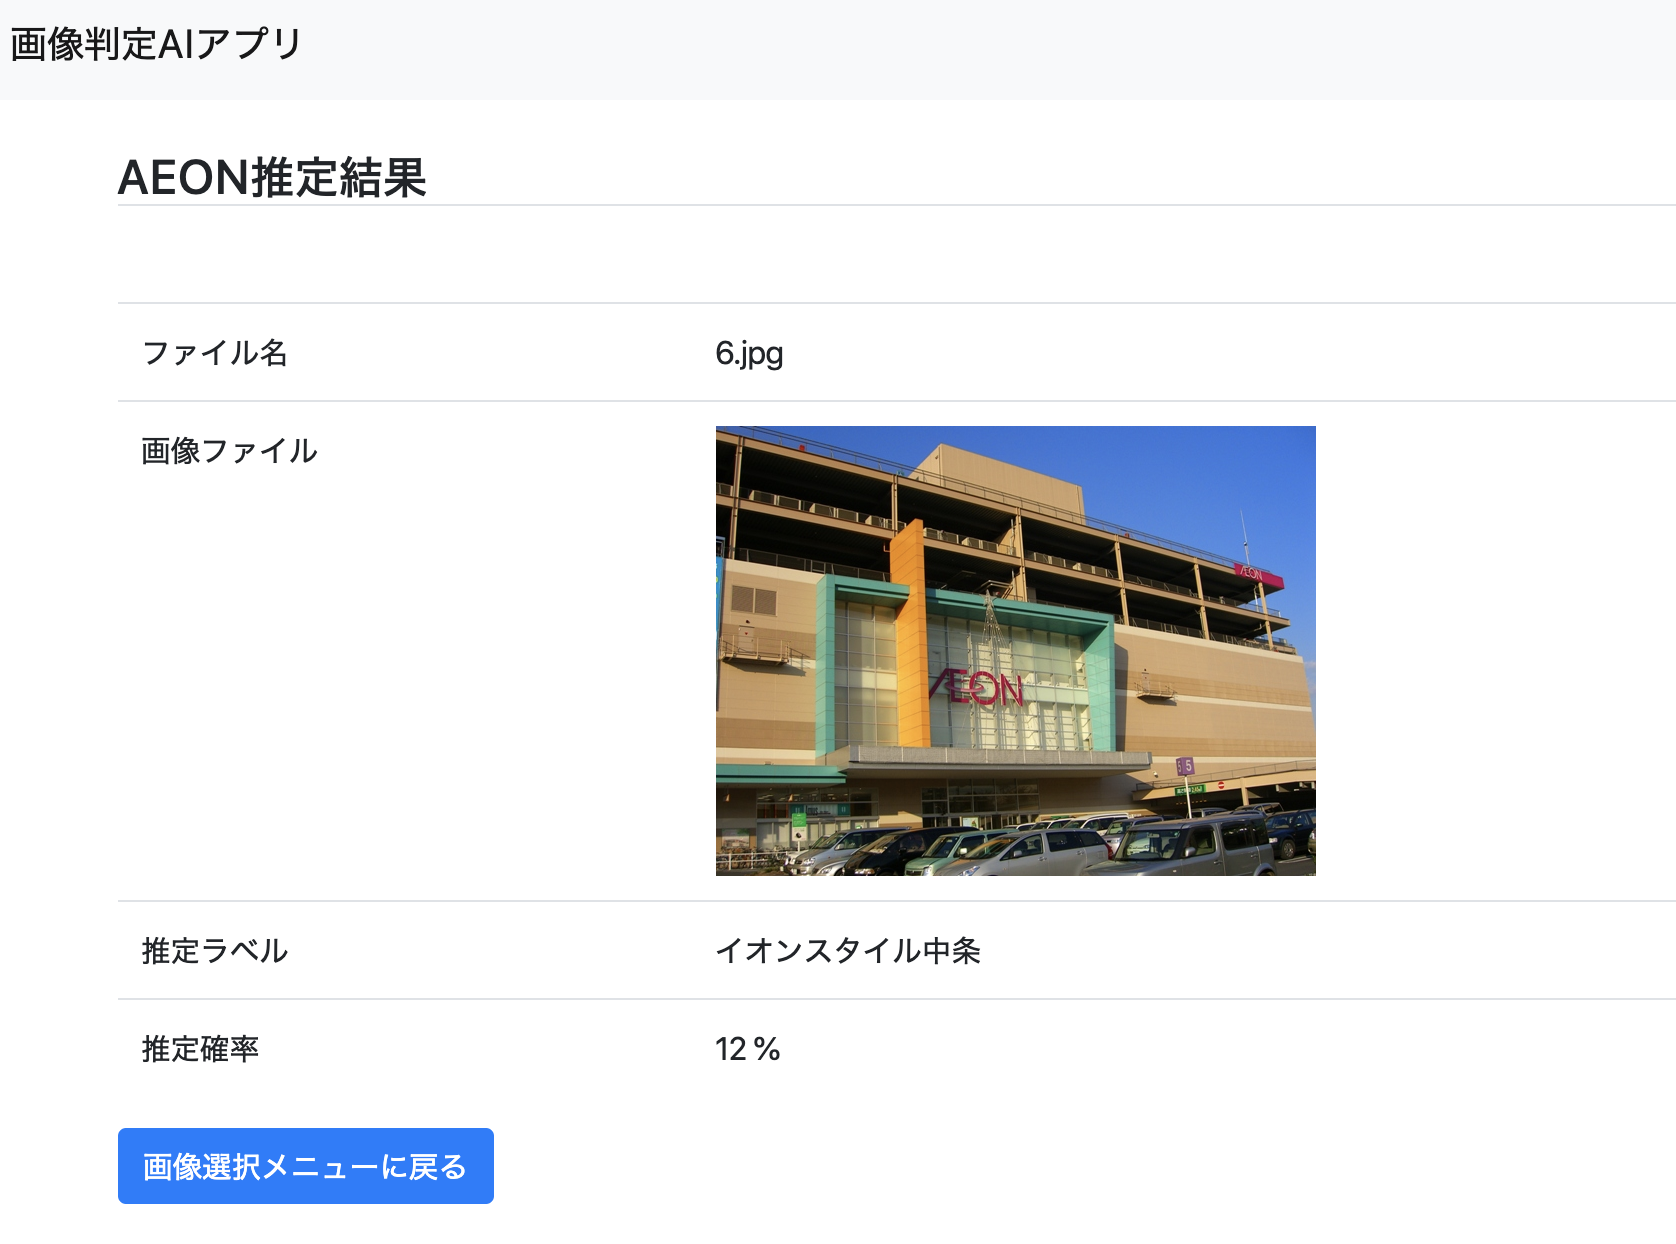 画像判定AIアプリ
AEON推定結果
ファイル名
6.jpg
画像ファイル
AEON
AEON
5
推定ラベル
イオンスタイル中条
推定確率
12 %
画像選択メニューに戻る